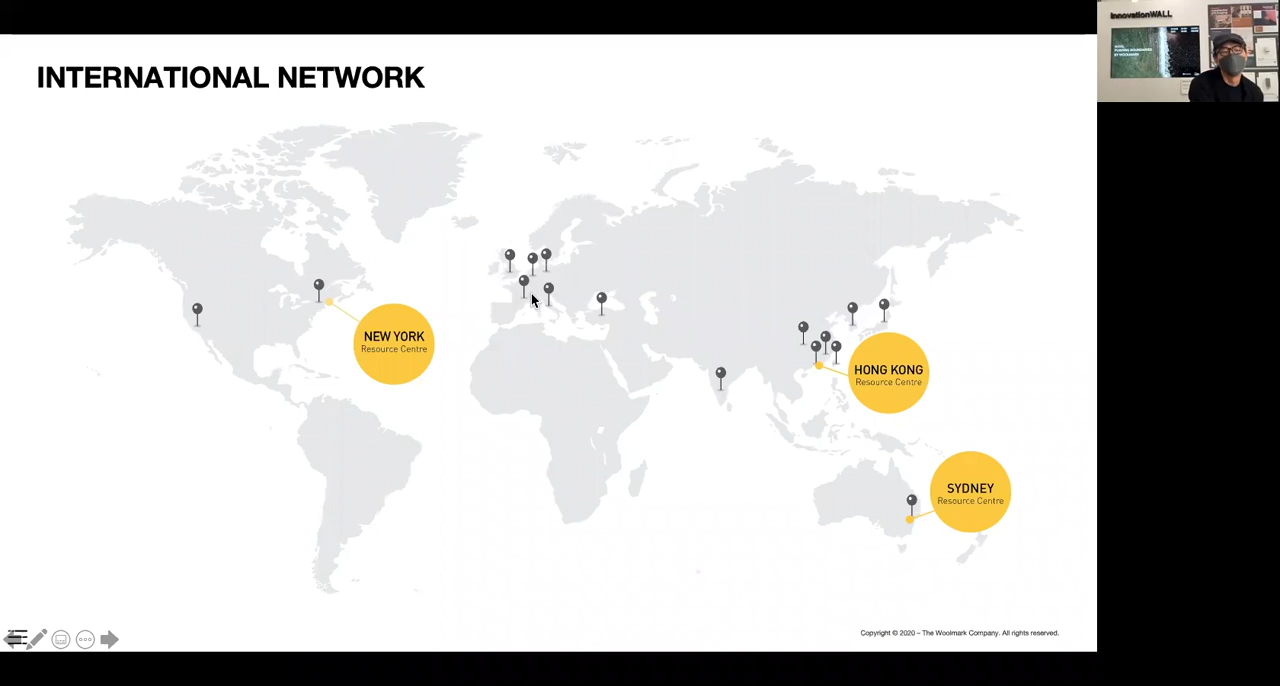 INTERNATIONAL NETWORK
InnovationWALL
NEW YORK
Resource Centre
HONG KONG
Resource Centre
SYDNEY
Resource Centre
Copyright © 2020 – The Woolmark Company. All rights reserved.